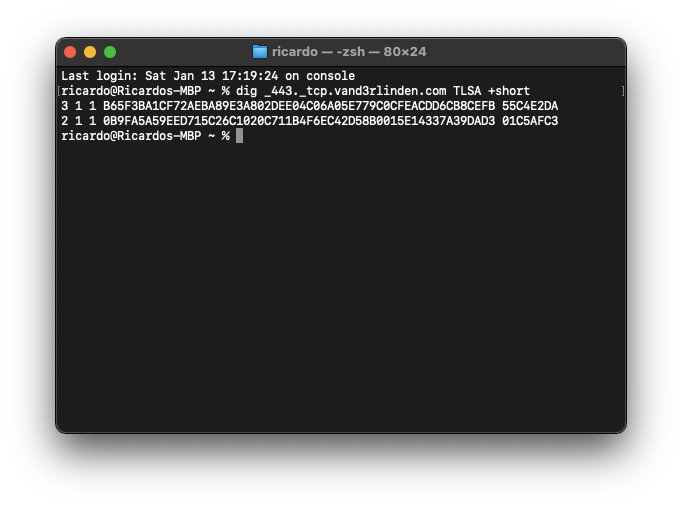 ricardo — -zsh — 80×24
Last login: Sat Jan 13 17:19:24 on console
[ricardo@Ricardos-MBP ~ % dig _443._tcp.vand3rlinden.com TLSA +short ]
3 1 1 B65F3BA1CF72AEBA89E3A802DEE04C06A05E779C0CFEACDD6CB8CEFB 55C4E2DA
2 1 1 0B9FA5A59EED715C26C1020C711B4F6EC42D58B0015E14337A39DAD3 01C5AFC3
ricardo@Ricardos-MBP ~ %